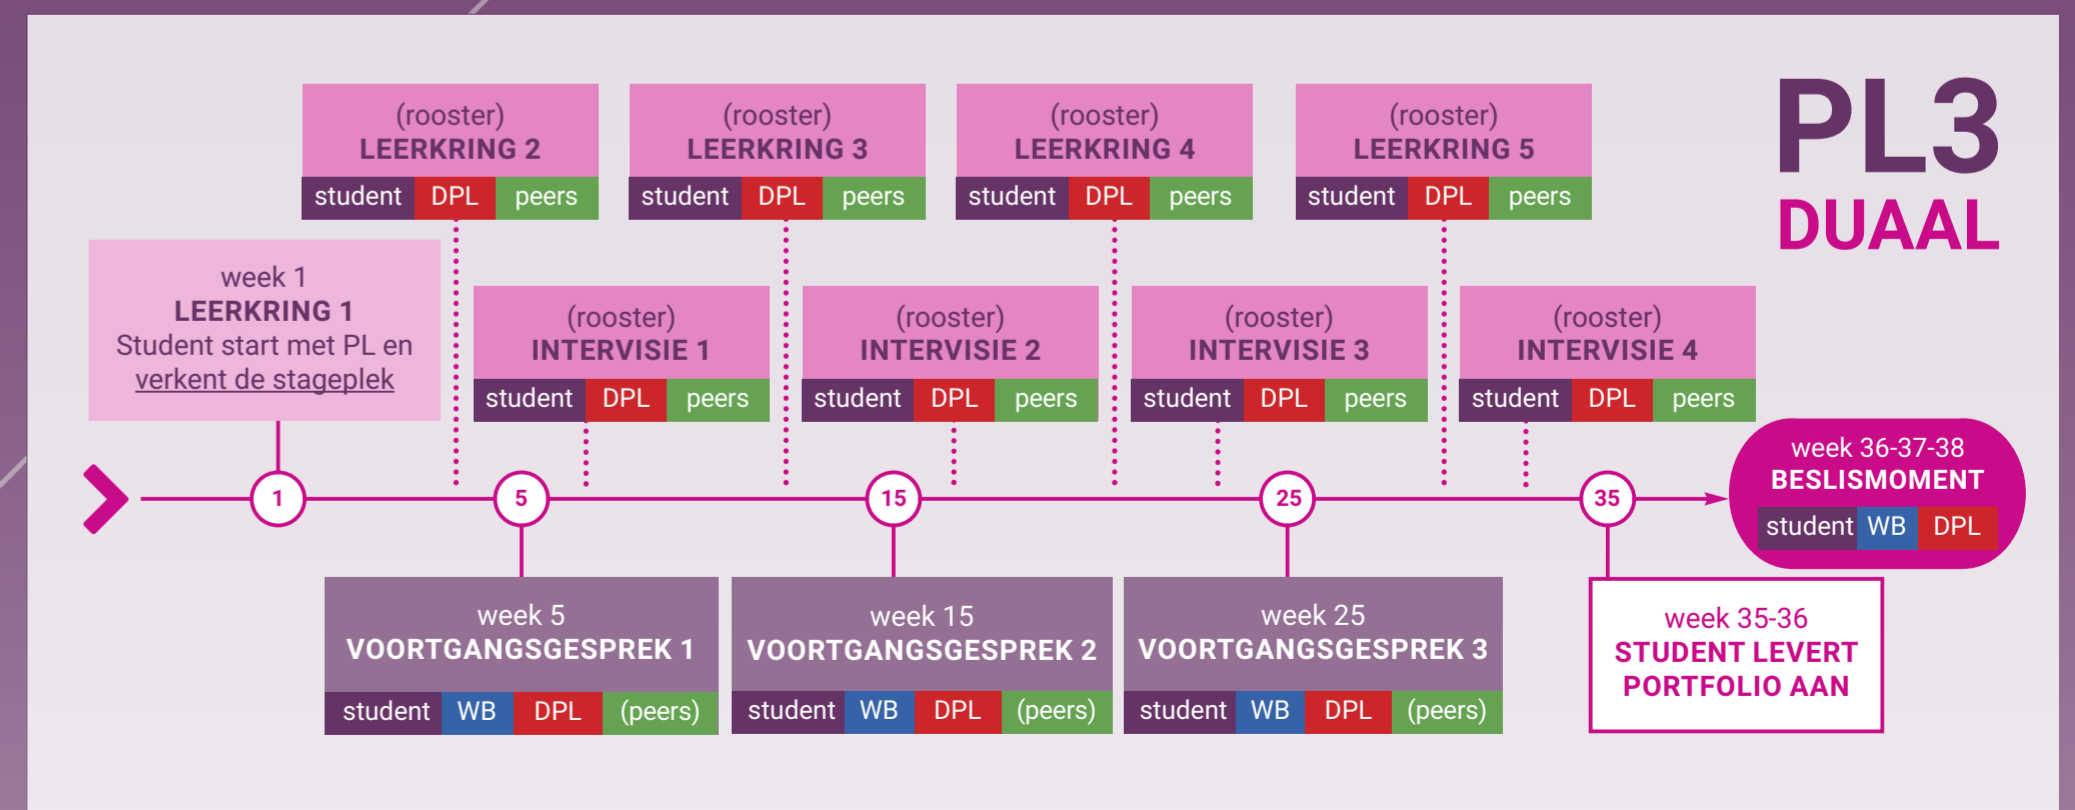 PL3
DUAAL
(rooster)
LEERKRING 2
student DPL peers
(rooster)
LEERKRING 3
student DPL peers
(rooster)
LEERKRING 4
student DPL peers
(rooster)
LEERKRING 5
student DPL peers
week 1
LEERKRING 1
Student start met PL en
verkent de stageplek
(rooster)
INTERVISIE 1
student DPL peers
(rooster)
INTERVISIE 2
student DPL peers
(rooster)
INTERVISIE 3
student DPL peers
(rooster)
INTERVISIE 4
student DPL peers
1
5
15
25
35
week 36-37-38
BESLISMOMENT
student WB DPL
week 5
VOORTGANGSGESPREK 1
student WB DPL (peers)
week 15
VOORTGANGSGESPREK 2
student WB DPL (peers)
week 25
VOORTGANGSGESPREK 3
student WB DPL (peers)
week 35-36
STUDENT LEVERT
PORTFOLIO AAN